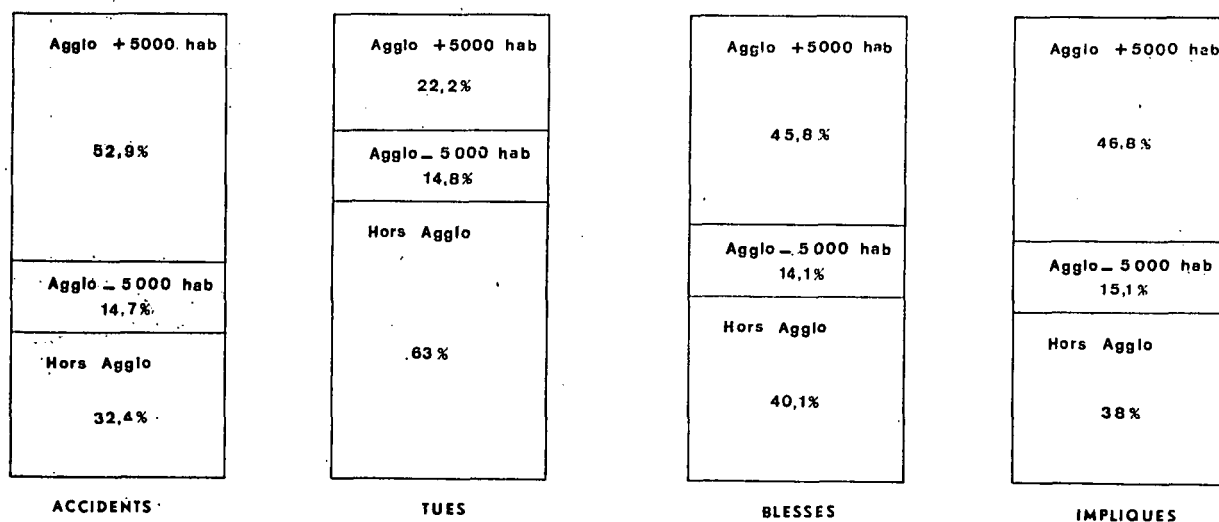 Agglo +5000 hab
52,9%
Agglo - 5000 hab
14,7%
Hors Agglo
32,4%
ACCIDENTS
Agglo +5000 hab
22,2%
Agglo - 5000 hab
14,8%
Hors Agglo
63%
TUES
Agglo +5000 hab
45,8%
Agglo - 5000 hab
14,1%
Hors Agglo
40,1%
BLESSES
Agglo +5000 hab
46,8%
Agglo - 5000 hab
15,1%
Hors Agglo
38%
IMPLIQUES